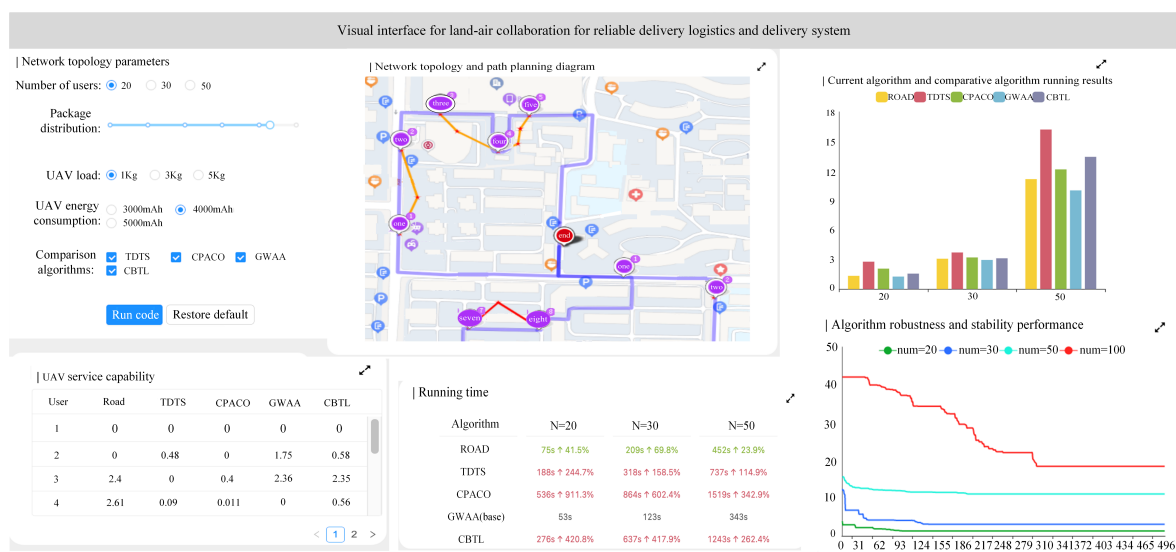 Visual interface for land-air collaboration for reliable delivery logistics and delivery system
| Network topology parameters
Number of users: 20 30 50
Package distribution:
UAV load: 1Kg 3Kg 5Kg
UAV energy consumption: 3000mAh 4000mAh
5000mAh
Comparison algorithms: TDTS CPACO GWAA
CBTL
Run code Restore default
| Network topology and path planning diagram
three 3
five 5
two 2
four 4
one 1
end
one 1
two 2
seven 7
eight 8
| Current algorithm and comparative algorithm running results
ROAD TDTS CPACO GWAA CBTL
18
15
12
9
6
3
0
20 30 50
| UAV service capability
User Road TDTS CPACO GWAA CBTL
1 0 0 0 0 0
2 0 0.48 0 1.75 0.58
3 2.4 0 0.4 2.36 2.35
4 2.61 0.09 0.011 0 0.56
< 1 2 >
| Running time
Algorithm N=20 N=30 N=50
ROAD 75s ↑ 41.5% 209s ↑ 69.8% 452s ↑ 23.9%
TDTS 188s ↑ 244.7% 318s ↑ 158.5% 737s ↑ 114.9%
CPACO 536s ↑ 911.3% 864s ↑ 602.4% 1519s ↑ 342.9%
GWAA(base) 53s 123s 343s
CBTL 276s ↑ 420.8% 637s ↑ 417.9% 1243s ↑ 262.4%
| Algorithm robustness and stability performance
num=20 num=30 num=50 num=100
50
40
30
20
10
0
0 31 62 93 124 155 186 217 248 279 310 341 372 403 434 465 496